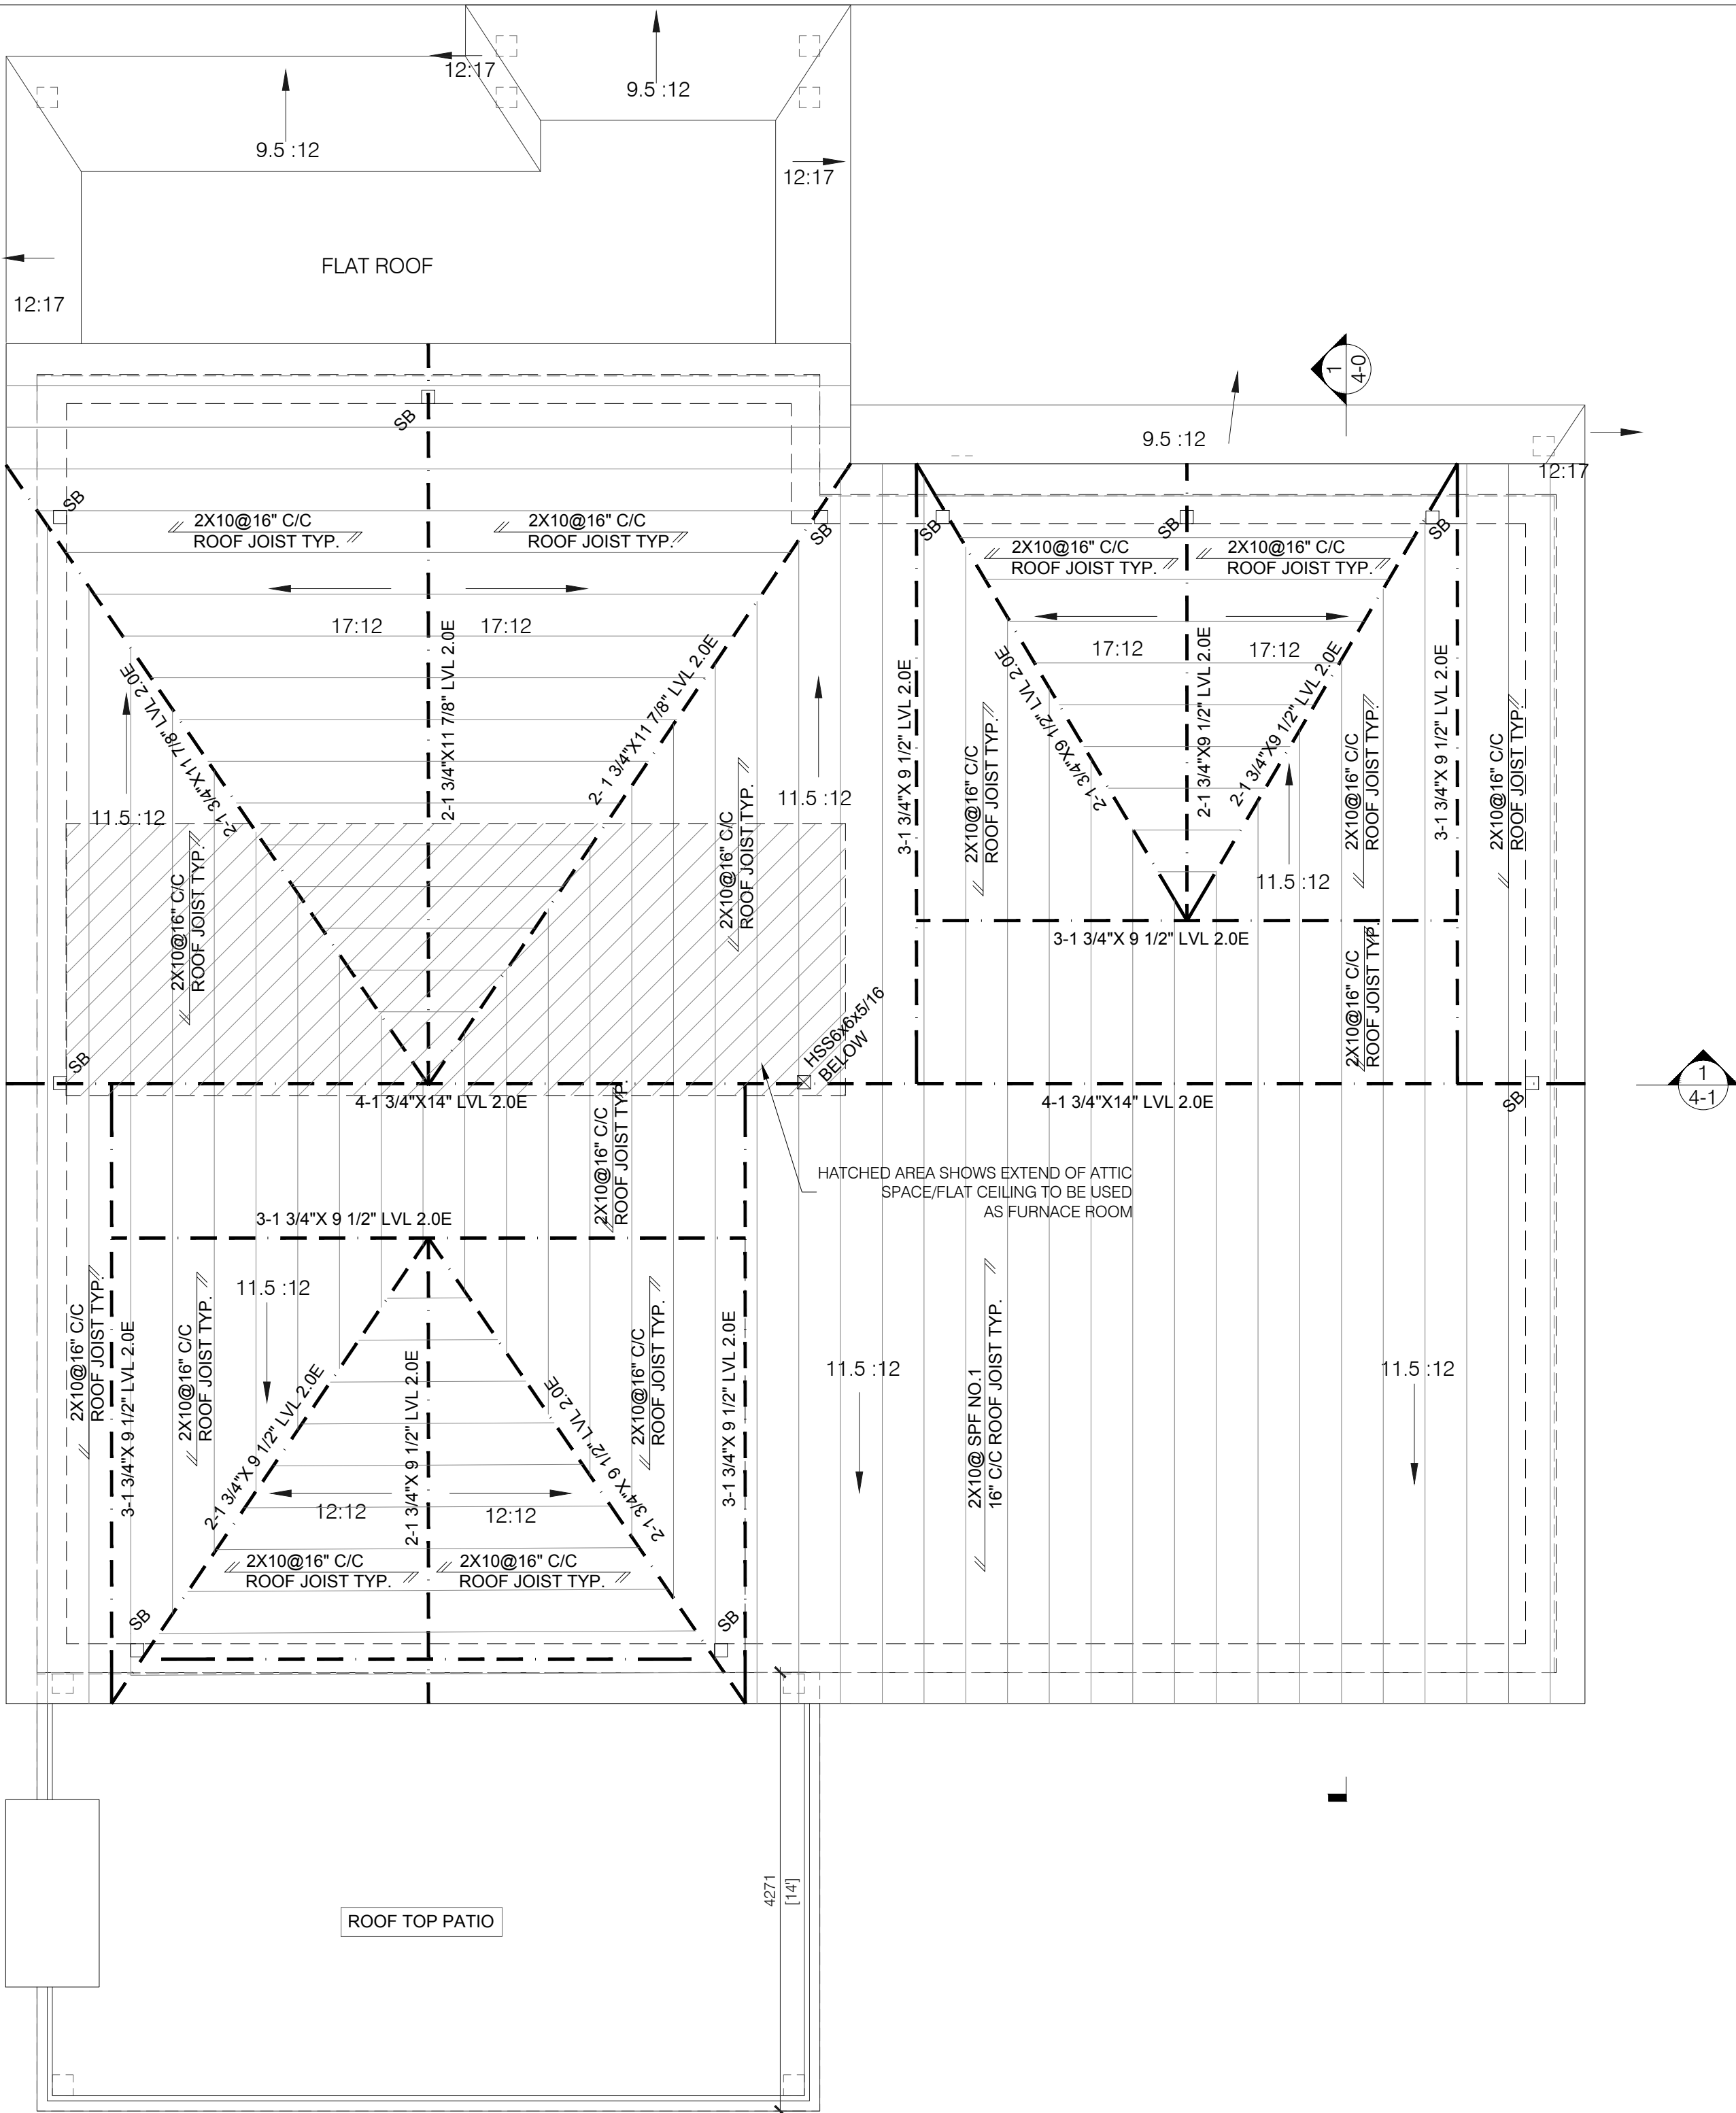 12:17
9.5 :12
9.5 :12
12:17
FLAT ROOF
12:17
1
4-0
9.5 :12
12:17
SB
SB
SB
SB
SB
SB
2X10@16" C/C
ROOF JOIST TYP.
2X10@16" C/C
ROOF JOIST TYP.
2X10@16" C/C
ROOF JOIST TYP.
2X10@16" C/C
ROOF JOIST TYP.
17:12
17:12
17:12
17:12
2-1 3/4"X11 7/8" LVL 2.0E
2-1 3/4"X11 7/8" LVL 2.0E
2- 1 3/4"X11 7/8" LVL 2.0E
3-1 3/4"X 9 1/2" LVL 2.0E
2-1 3/4"X9 1/2" LVL 2.0E
2-1 3/4"X9 1/2" LVL 2.0E
2-1 3/4"X9 1/2" LVL 2.0E
3-1 3/4"X 9 1/2" LVL 2.0E
2X10@16" C/C
ROOF JOIST TYP.
2X10@16" C/C
ROOF JOIST TYP.
2X10@16" C/C
ROOF JOIST TYP.
11.5 :12
11.5 :12
11.5 :12
2X10@16" C/C
ROOF JOIST TYP.
2X10@16" C/C
ROOF JOIST TYP.
3-1 3/4"X 9 1/2" LVL 2.0E
2X10@16" C/C
ROOF JOIST TYP.
HSS6x6x5/16
BELOW
SB
SB
4-1 3/4"X14" LVL 2.0E
4-1 3/4"X14" LVL 2.0E
1
4-1
2X10@16" C/C
ROOF JOIST TYP.
HATCHED AREA SHOWS EXTEND OF ATTIC
SPACE/FLAT CEILING TO BE USED
AS FURNACE ROOM
3-1 3/4"X 9 1/2" LVL 2.0E
11.5 :12
2X10@16" C/C
ROOF JOIST TYP.
3-1 3/4"X 9 1/2" LVL 2.0E
2X10@16" C/C
ROOF JOIST TYP.
2-1 3/4"X 9 1/2" LVL 2.0E
2-1 3/4"X 9 1/2" LVL 2.0E
2-1 3/4"X 9 1/2" LVL 2.0E
2X10@16" C/C
ROOF JOIST TYP.
3-1 3/4"X 9 1/2" LVL 2.0E
11.5 :12
2X10@ SPF NO.1
16" C/C ROOF JOIST TYP.
11.5 :12
12:12
12:12
2X10@16" C/C
ROOF JOIST TYP.
2X10@16" C/C
ROOF JOIST TYP.
SB
SB
4271
[14']
ROOF TOP PATIO